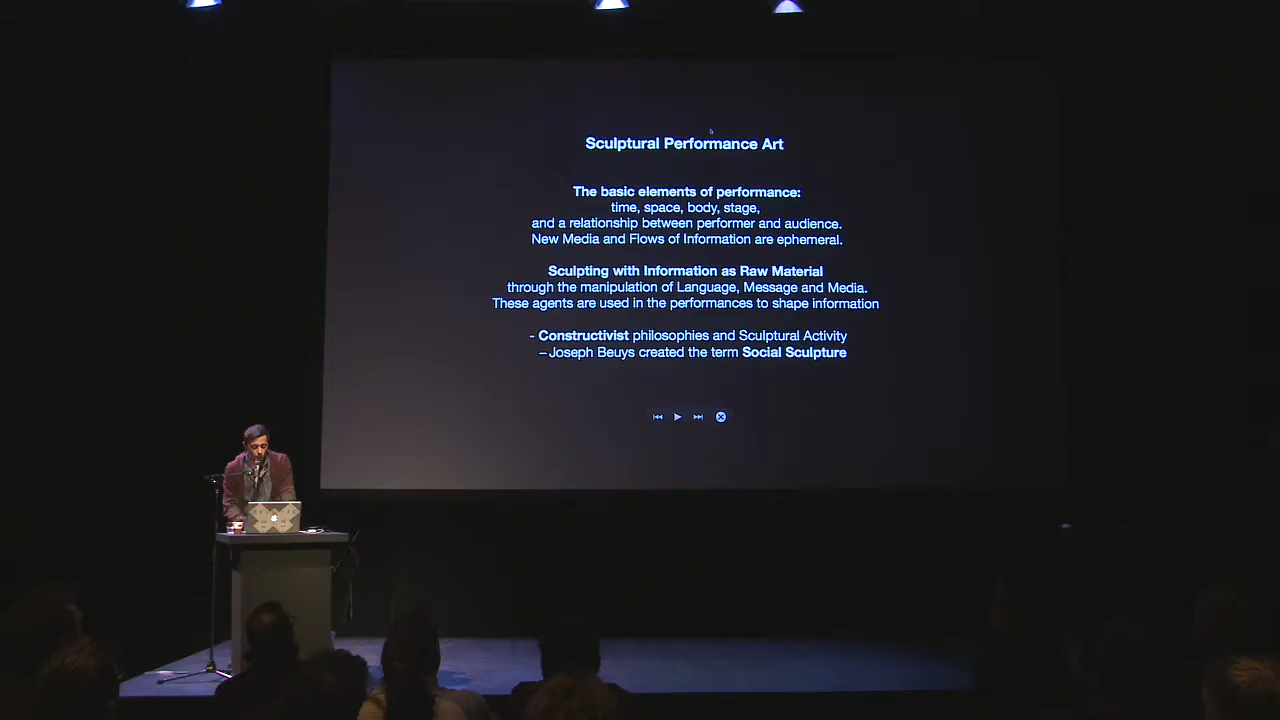 Sculptural Performance Art
The basic elements of performance:
time, space, body, stage,
and a relationship between performer and audience.
New Media and Flows of Information are ephemeral.
Sculpting with Information as Raw Material
through the manipulation of Language, Message and Media.
These agents are used in the performances to shape information
- Constructivist philosophies and Sculptural Activity
– Joseph Beuys created the term Social Sculpture